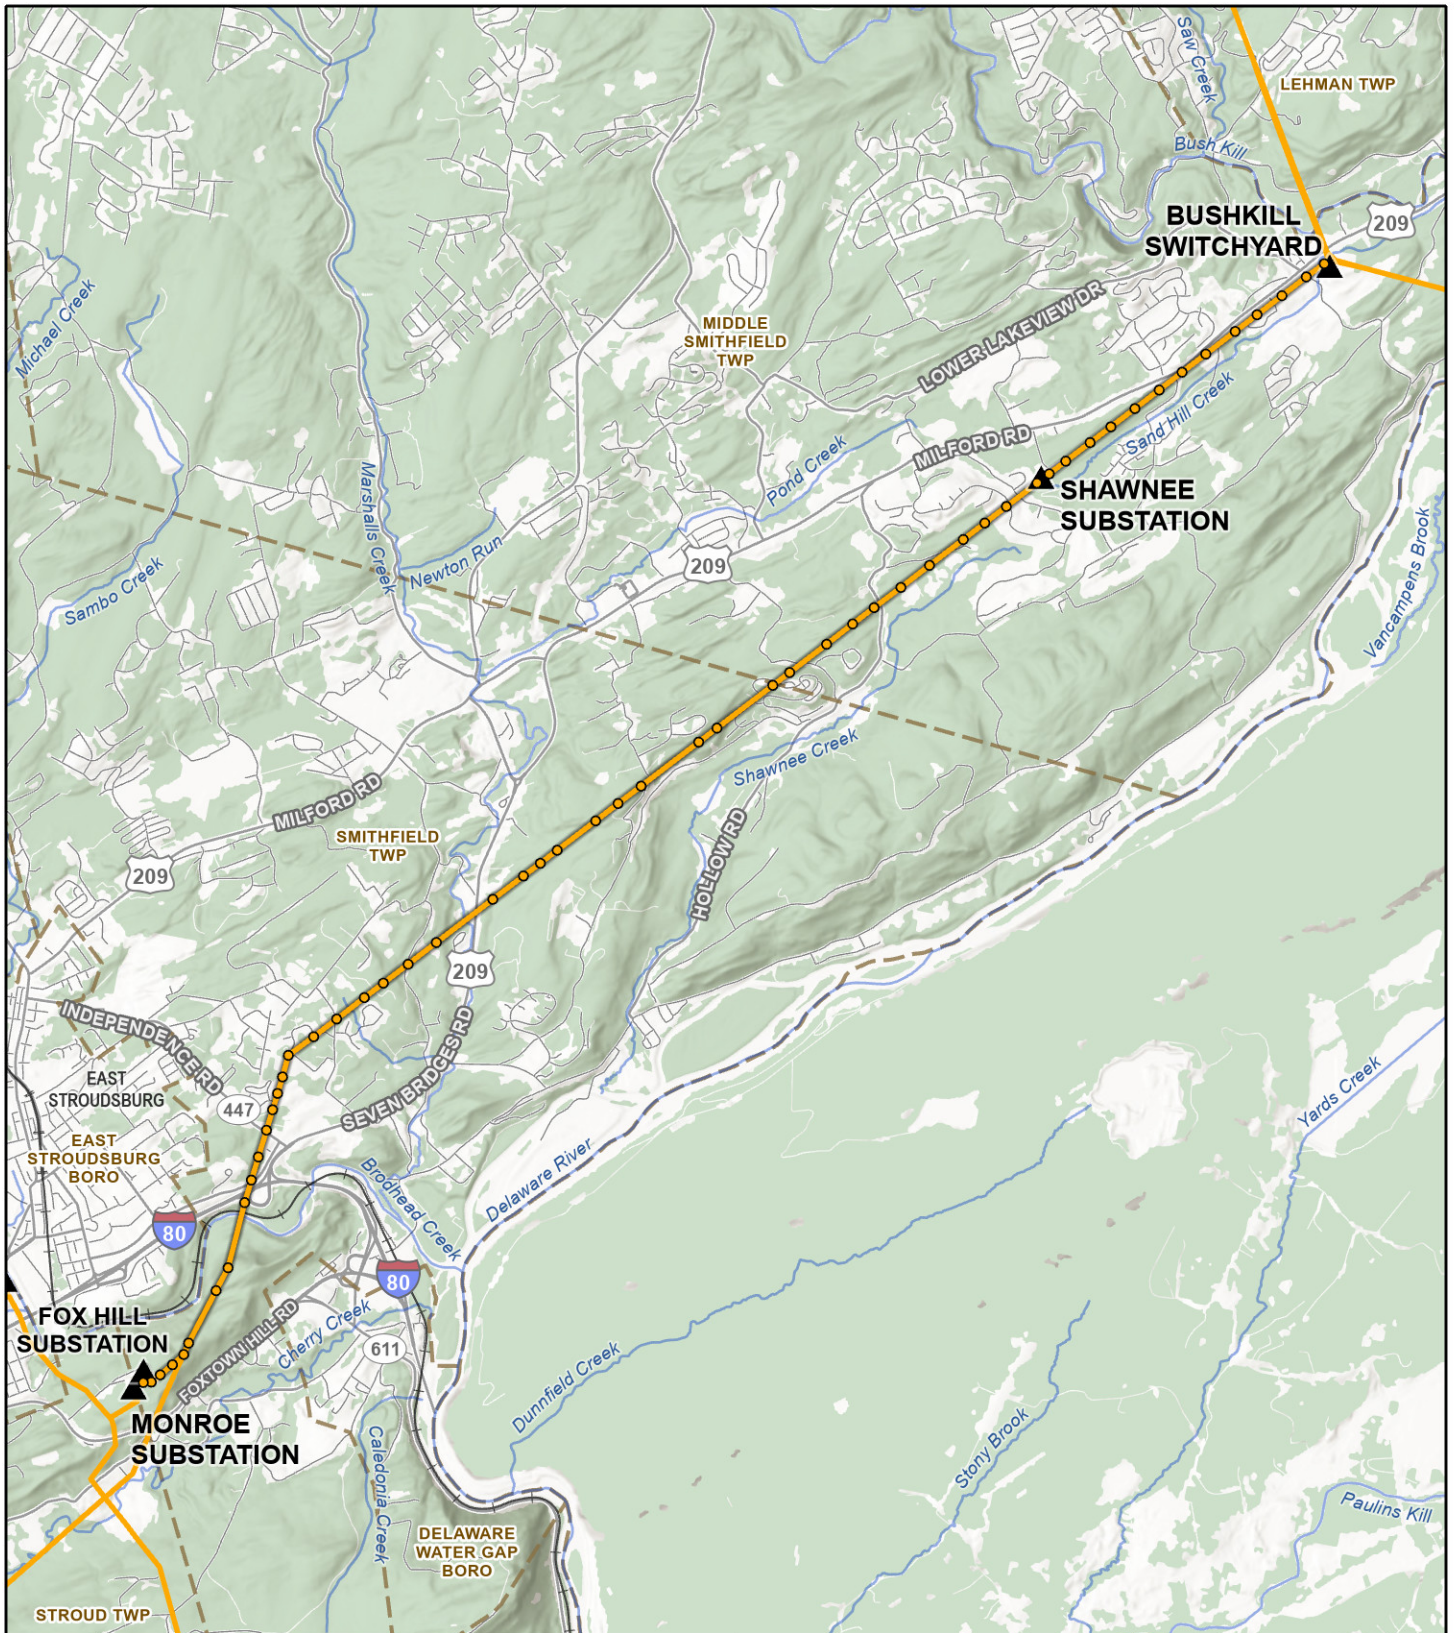 Saw Creek
LEHMAN TWP
Bush Kill
BUSHKILL
SWITCHYARD
209
Michael Creek
MIDDLE
SMITHFIELD
TWP
LOWER LAKEVIEW DR
Sand Hill Creek
MILFORD RD
Pond Creek
Marshalls Creek
SHAWNEE
SUBSTATION
Newton Run
209
Sambo Creek
Vancampens Brook
Shawnee Creek
MILFORD RD
SMITHFIELD
TWP
209
HOLLOW RD
209
INDEPENDENCE RD
EAST
STROUDSBURG
447
SEVEN BRIDGES RD
Yards Creek
EAST
STROUDSBURG
BORO
Delaware River
Brodhead Creek
80
80
FOX HILL
SUBSTATION
FOXTOWN HILL RD
Cherry Creek
611
Dunnfield Creek
MONROE
SUBSTATION
Caledonia Creek
Stony Brook
Paulins Kill
DELAWARE
WATER GAP
BORO
STROUD TWP